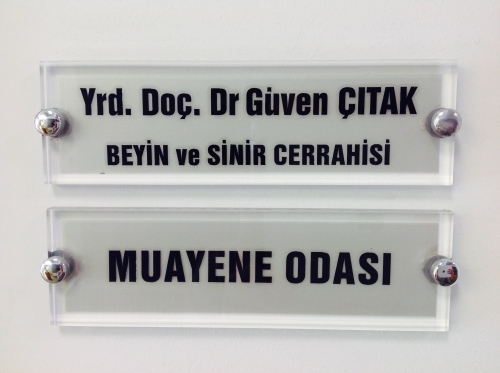 Yrd. Doç. Dr Güven ÇITAK
BEYİN ve SİNİR CERRAHİSİ
MUAYENE ODASI